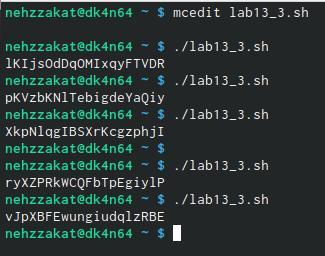 nehzzakat@dk4n64 ~ $ mcedit lab13_3.sh
nehzzakat@dk4n64 ~ $ ./lab13_3.sh
lKIjsOdDqOMIxqyFTVDR
nehzzakat@dk4n64 ~ $ ./lab13_3.sh
pKVzbKNlTebigdeYaQiy
nehzzakat@dk4n64 ~ $ ./lab13_3.sh
XkpNlqgIBSXrKcgzphjI
nehzzakat@dk4n64 ~ $
nehzzakat@dk4n64 ~ $ ./lab13_3.sh
ryXZPRkWCQFbTpEgiylP
nehzzakat@dk4n64 ~ $ ./lab13_3.sh
vJpXBFEwungiudqlzRBE
nehzzakat@dk4n64 ~ $